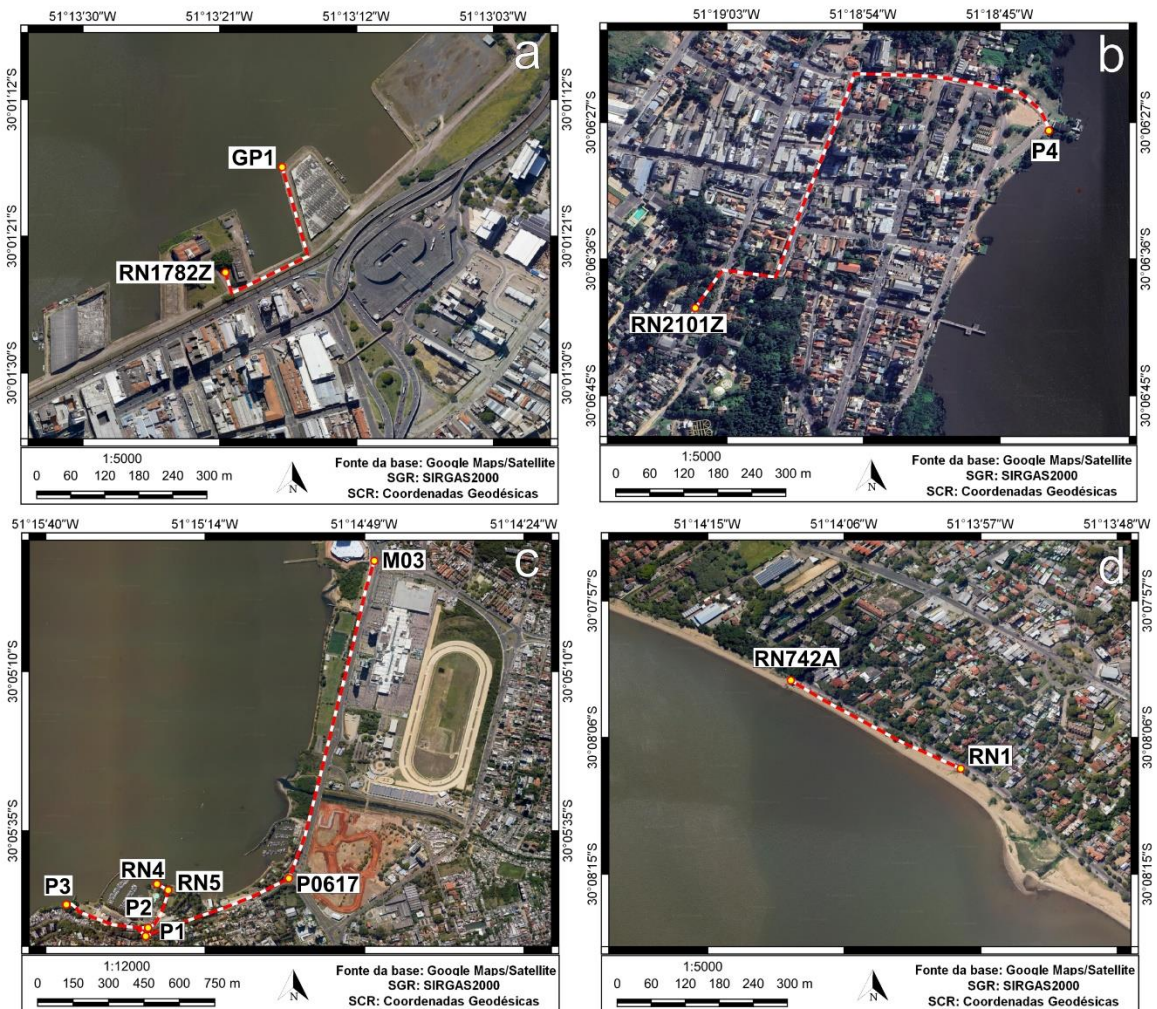 51°13'30"W 51°13'21"W 51°13'12"W 51°13'03"W
a
30°01'12"S 30°01'12"S
GP1
30°01'21"S 30°01'21"S
RN1782Z
30°01'30"S 30°01'30"S
1:5000
0 60 120 180 240 300 m
N
Fonte da base: Google Maps/Satellite
SGR: SIRGAS2000
SCR: Coordenadas Geodésicas
51°19'03"W 51°18'54"W 51°18'45"W
b
30°06'27"S 30°06'27"S
P4
30°06'36"S 30°06'36"S
RN2101Z
30°06'45"S 30°06'45"S
1:5000
0 60 120 180 240 300 m
N
Fonte da base: Google Maps/Satellite
SGR: SIRGAS2000
SCR: Coordenadas Geodésicas
51°15'40"W 51°15'14"W 51°14'49"W 51°14'24"W
c
M03
30°05'10"S 30°05'10"S
30°05'35"S 30°05'35"S
RN4
RN5
P0617
P3
P2
P1
1:12000
0 150 300 450 600 750 m
N
Fonte da base: Google Maps/Satellite
SGR: SIRGAS2000
SCR: Coordenadas Geodésicas
51°14'15"W 51°14'06"W 51°13'57"W 51°13'48"W
d
30°07'57"S 30°07'57"S
RN742A
30°08'06"S 30°08'06"S
RN1
30°08'15"S 30°08'15"S
1:5000
0 60 120 180 240 300 m
N
Fonte da base: Google Maps/Satellite
SGR: SIRGAS2000
SCR: Coordenadas Geodésicas